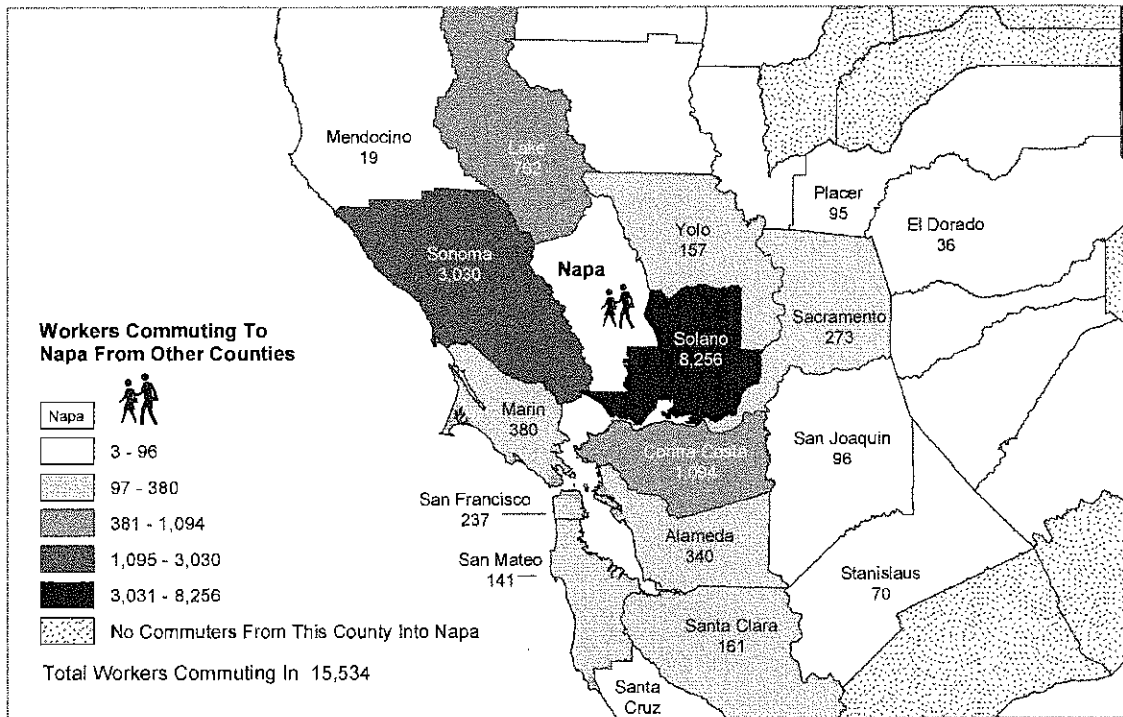 Mendocino
19
Lake
Sonoma
3,030
Napa
Yolo
157
Placer
95
El Dorado
36
Solano
8,256
Sacramento
273
Workers Commuting To
Napa From Other Counties
Napa
3 - 96
97 - 380
381 - 1,094
1,095 - 3,030
3,031 - 8,256
No Commuters From This County Into Napa
Total Workers Commuting In 15,534
Marin
380
Contra Costa
San Joaquin
96
San Francisco
237
Alameda
340
San Mateo
141
Stanislaus
70
Santa Clara
161
Santa
Cruz